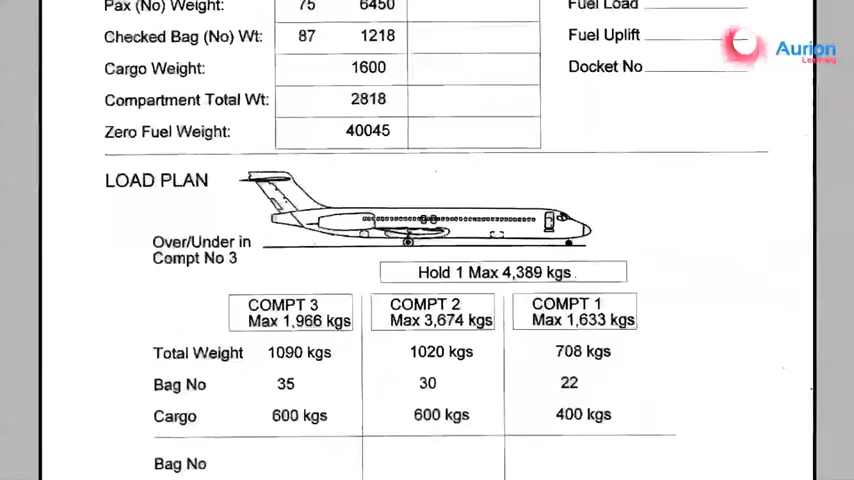 Pax (No) Weight: 75 6450
Fuel Load
Checked Bag (No) Wt: 87 1218
Fuel Uplift
Aurion
Learning
Cargo Weight: 1600
Docket No
Compartment Total Wt: 2818
Zero Fuel Weight: 40045
LOAD PLAN
Over/Under in
Compt No 3
Hold 1 Max 4,389 kgs.
COMPT 3 COMPT 2 COMPT 1
Max 1,966 kgs Max 3,674 kgs Max 1,633 kgs
Total Weight 1090 kgs 1020 kgs 708 kgs
Bag No 35 30 22
Cargo 600 kgs 600 kgs 400 kgs
Bag No